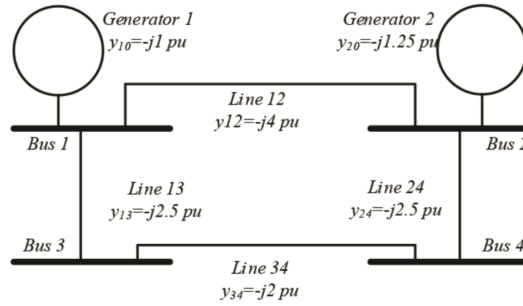 Generator 1
y10=-j1 pu
Generator 2
y20=-j1.25 pu
Line 12
y12=-j4 pu
Bus 1
Bus 2
Line 13
y13=-j2.5 pu
Line 24
y24=-j2.5 pu
Bus 3
Bus 4
Line 34
y34=-j2 pu